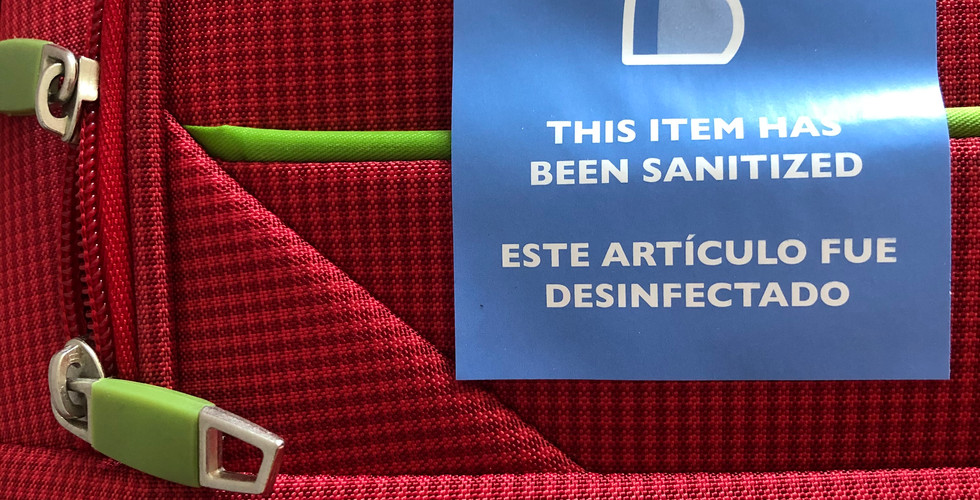 THIS ITEM HAS
BEEN SANITIZED
ESTE ARTÍCULO FUE
DESINFECTADO